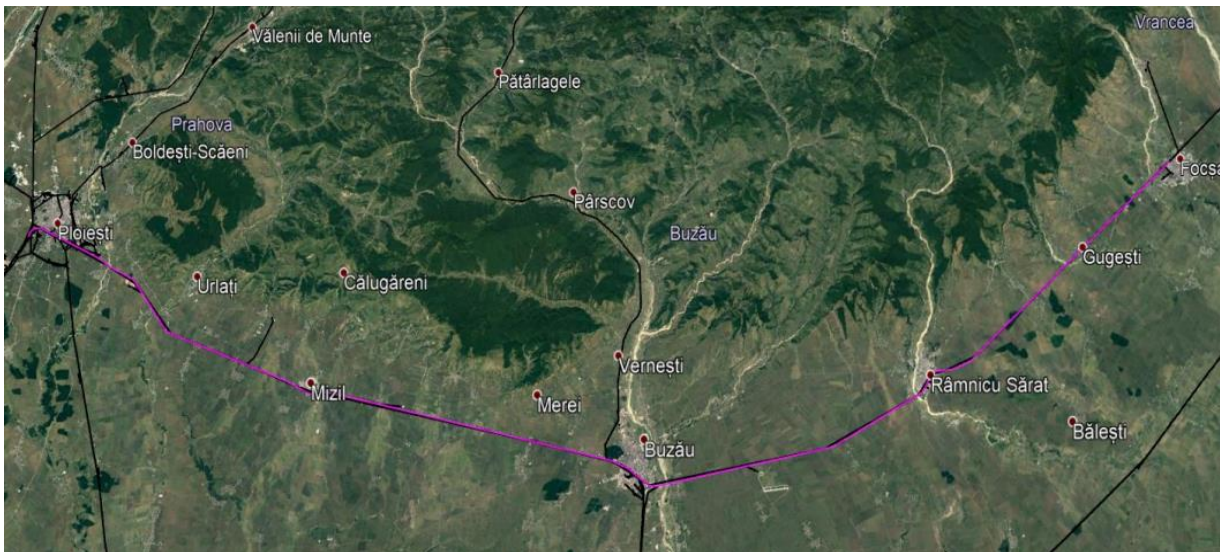 Vrancea
Vălenii de Munte
Pătârlagele
Prahova
Boldești-Scăeni
Focșa
Pârscov
Ploiești
Buzău
Gugești
Urlați
Călugăreni
Vernești
Râmnicu Sărat
Mizil
Merei
Bălești
Buzău